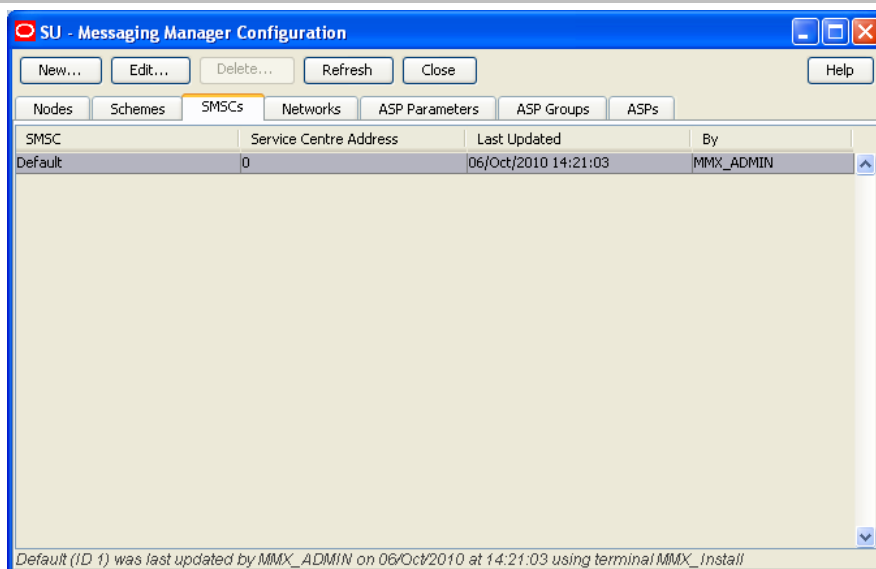 SU - Messaging Manager Configuration
New... Edit... Delete... Refresh Close Help
Nodes Schemes SMSCs Networks ASP Parameters ASP Groups ASPs
SMSC Service Centre Address Last Updated By
Default 0 06/Oct/2010 14:21:03 MMX_ADMIN
Default (ID 1) was last updated by MMX_ADMIN on 06/Oct/2010 at 14:21:03 using terminal MMX_Install